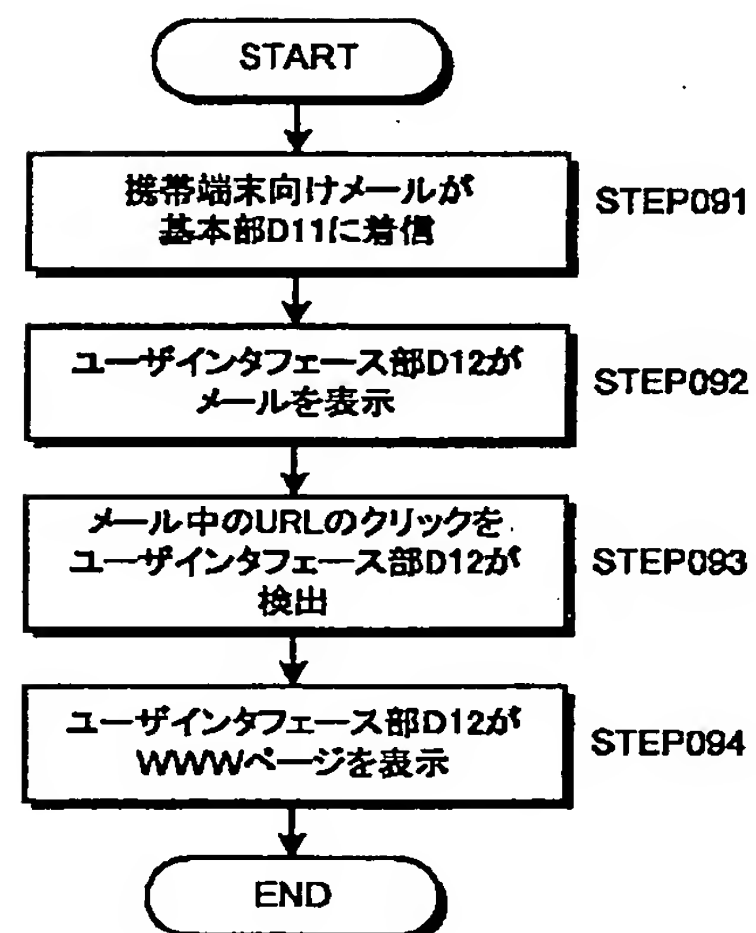 START
携帯端末向けメールが
基本部D11に着信
STEP091
ユーザインタフェース部D12が
メールを表示
STEP092
メール中のURLのクリックを
ユーザインタフェース部D12が
検出
STEP093
ユーザインタフェース部D12が
WWWページを表示
STEP094
END